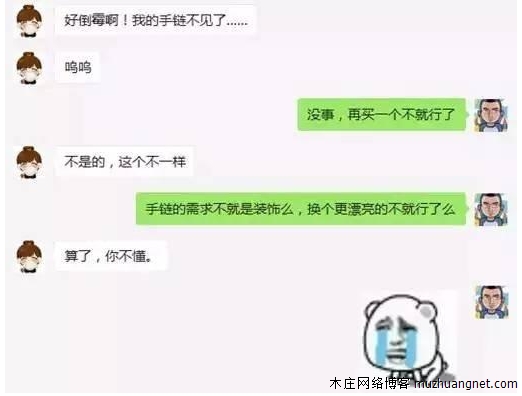 好倒霉啊！我的手链不见了......
呜呜
没事，再买一个不就行了
不是的，这个不一样
手链的需求不就是装饰么，换个更漂亮的不就行了么
算了，你不懂。
木庄网络博客 muzhuangnet.com